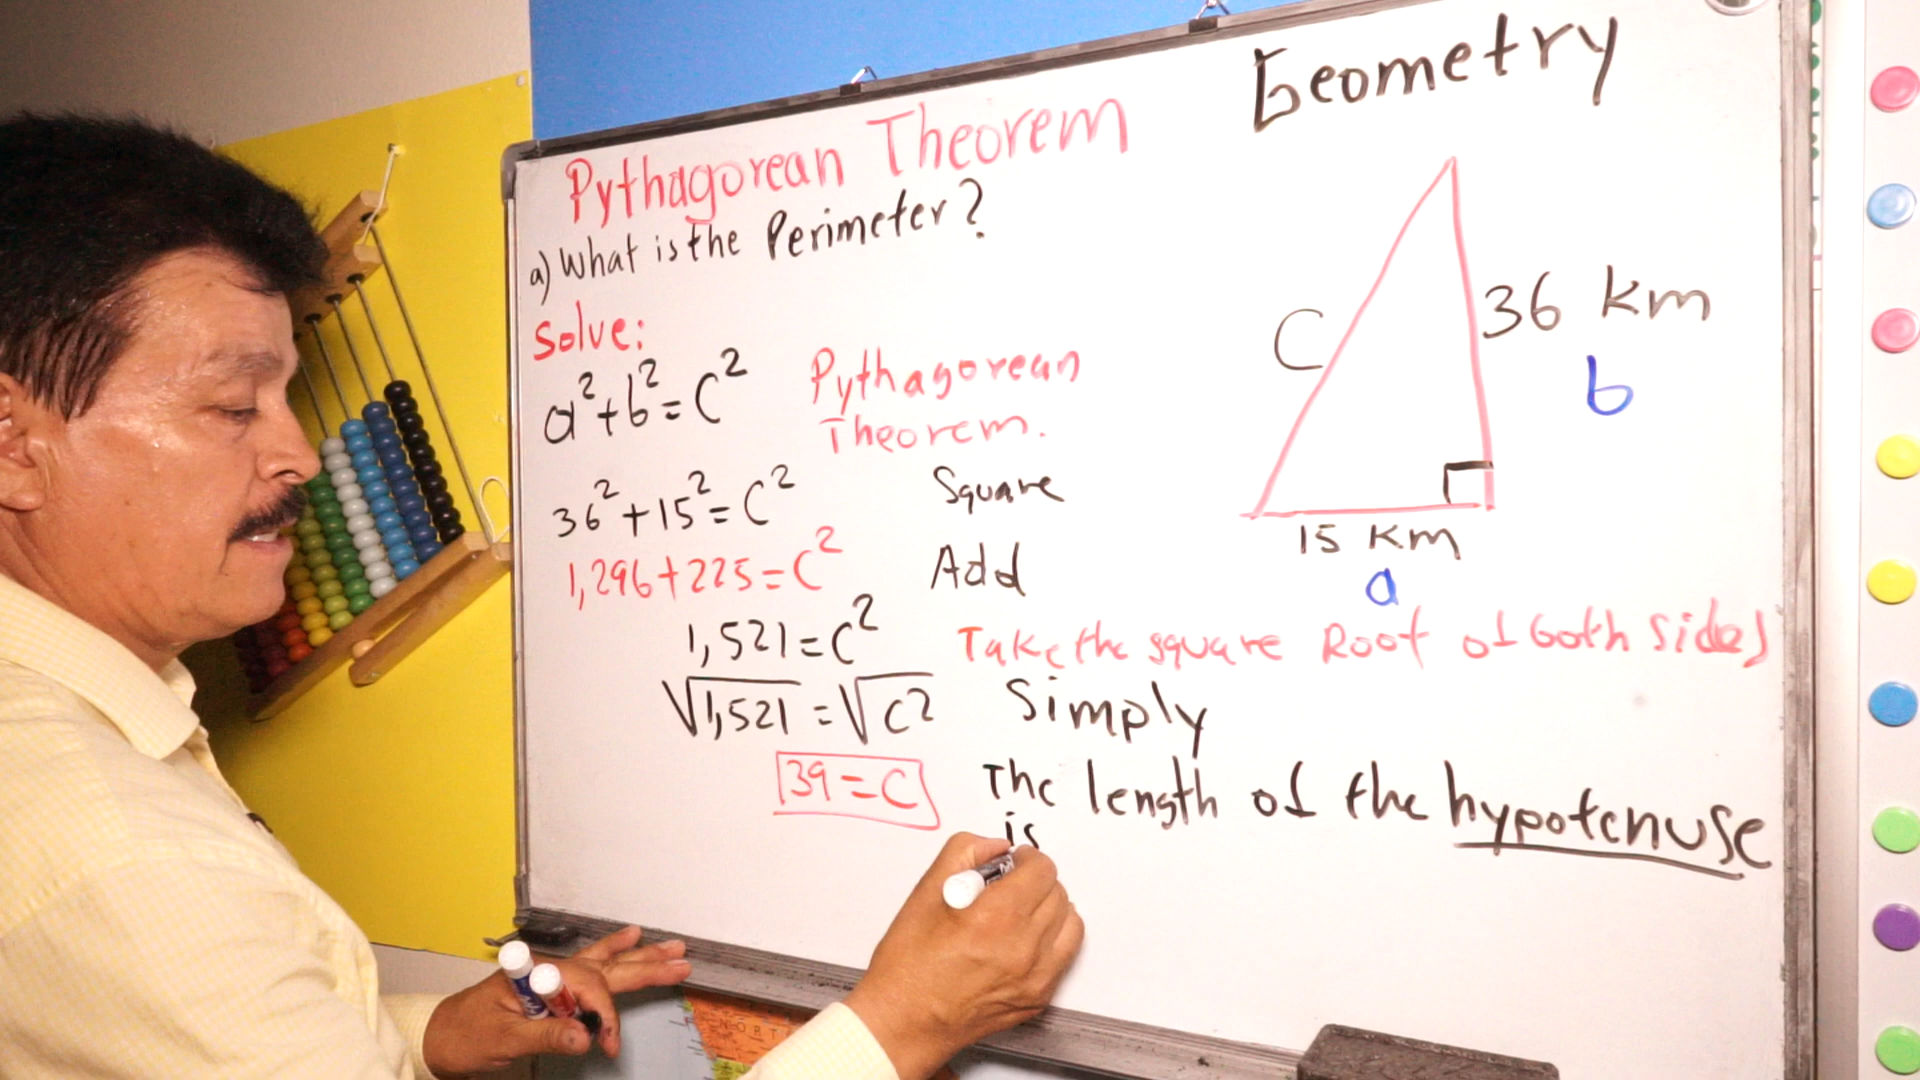 Geometry
Pythagorean Theorem
a) What is the Perimeter?
Solve:
a²+b²=C² Pythagorean
Theorem.
36²+15²=C² Square
1,296+225=C² Add
1,521=C² Take the square Root of both sides
√1,521=√C² Simply
39=C The length of the hypotenuse
is
C
36 km
b
15 km
a